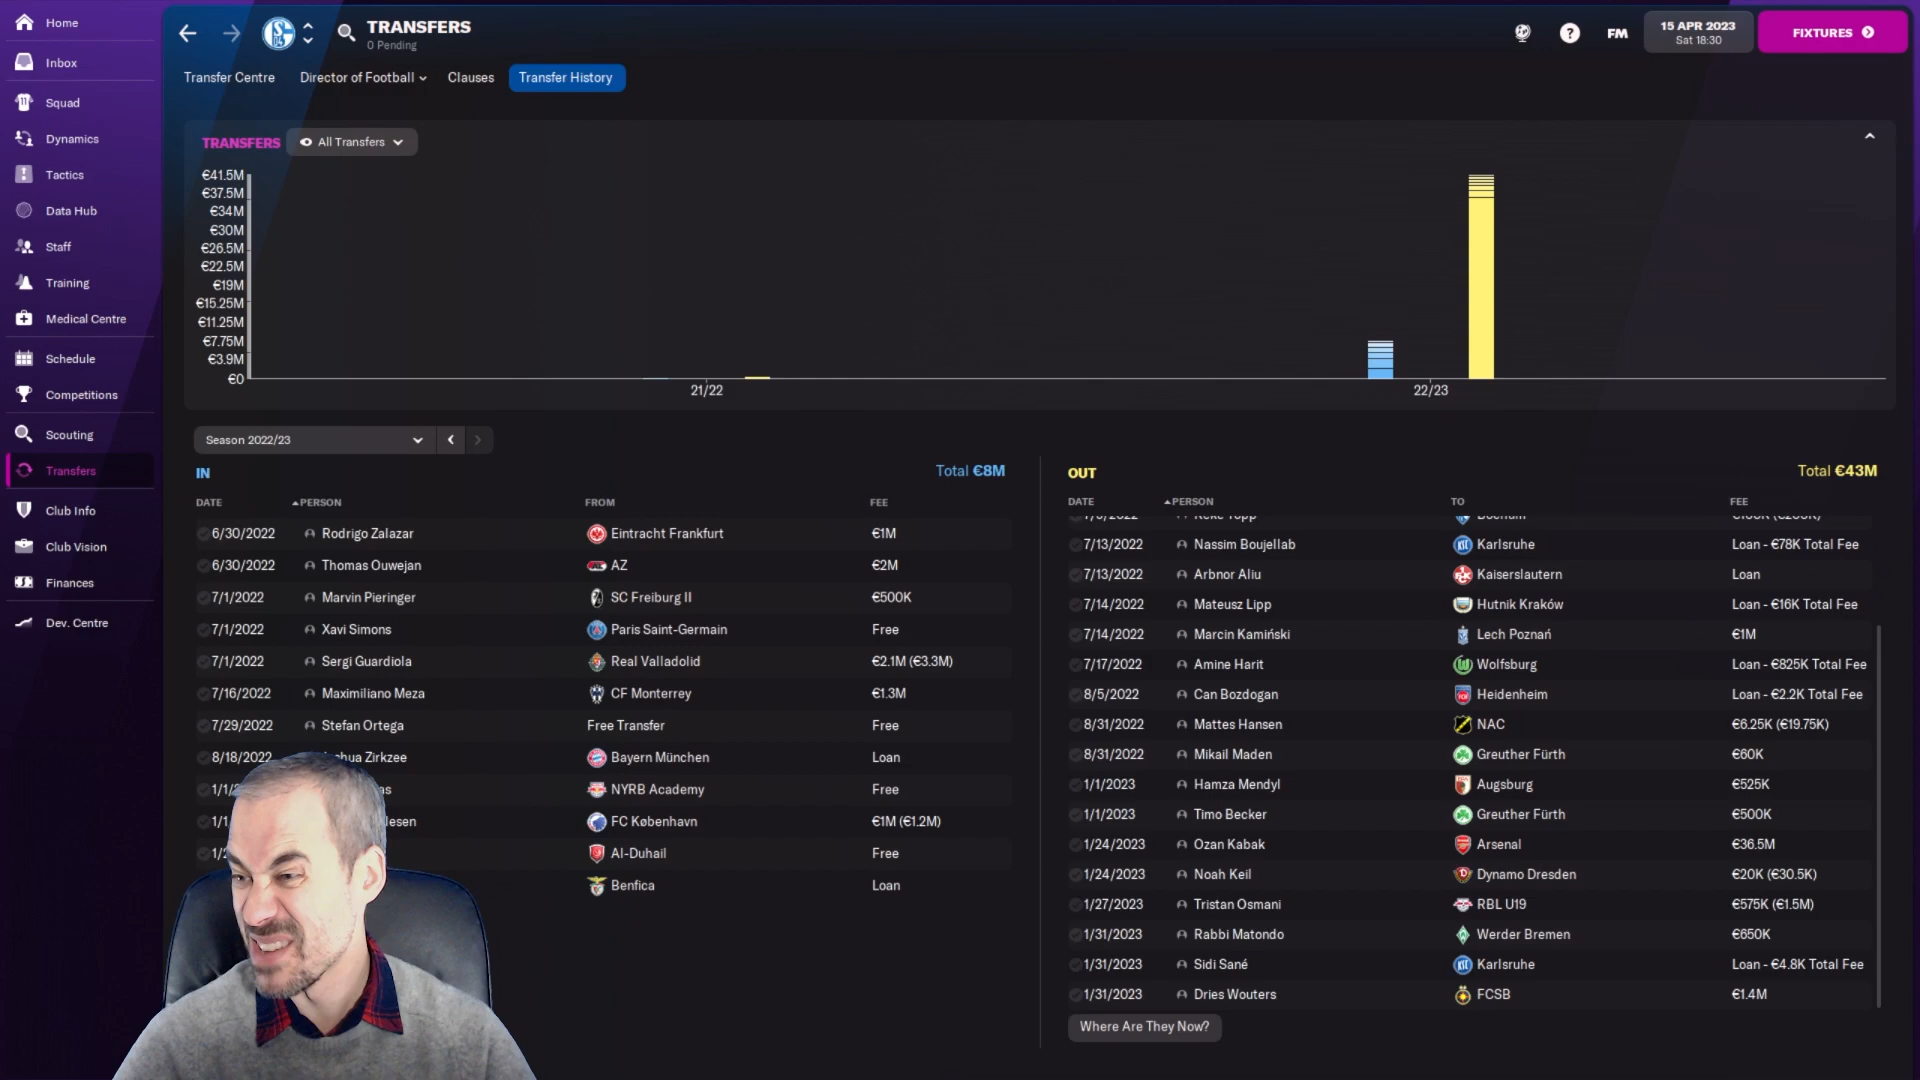 Home
Inbox
Squad
Dynamics
Tactics
Data Hub
Staff
Training
Medical Centre
Schedule
Competitions
Scouting
Transfers
Club Info
Club Vision
Finances
Dev. Centre
TRANSFERS
0 Pending
FM
15 APR 2023
Sat 18:30
FIXTURES
Transfer Centre Director of Football Clauses Transfer History
TRANSFERS All Transfers
€41.5M
€37.5M
€34M
€30M
€26.5M
€22.5M
€19M
€15.25M
€11.25M
€7.75M
€3.9M
€0
21/22 22/23
Season 2022/23
IN Total €8M
DATE PERSON FROM FEE
6/30/2022 Rodrigo Zalazar Eintracht Frankfurt €1M
6/30/2022 Thomas Ouwejan AZ €2M
7/1/2022 Marvin Pieringer SC Freiburg II €500K
7/1/2022 Xavi Simons Paris Saint-Germain Free
7/1/2022 Sergi Guardiola Real Valladolid €2.1M (€3.3M)
7/16/2022 Maximiliano Meza CF Monterrey €1.3M
7/29/2022 Stefan Ortega Free Transfer Free
8/18/2022 Zirkzee Bayern München Loan
NYRB Academy Free
FC København €1M (€1.2M)
Al-Duhail Free
Benfica Loan
OUT Total €43M
DATE PERSON TO FEE
7/13/2022 Nassim Boujellab Karlsruhe Loan - €78K Total Fee
7/13/2022 Arbnor Aliu Kaiserslautern Loan
7/14/2022 Mateusz Lipp Hutnik Kraków Loan - €16K Total Fee
7/14/2022 Marcin Kamiński Lech Poznań €1M
7/17/2022 Amine Harit Wolfsburg Loan - €825K Total Fee
8/5/2022 Can Bozdogan Heidenheim Loan - €2.2K Total Fee
8/31/2022 Mattes Hansen NAC €6.25K (€19.75K)
8/31/2022 Mikail Maden Greuther Fürth €60K
1/1/2023 Hamza Mendyl Augsburg €525K
1/1/2023 Timo Becker Greuther Fürth €500K
1/24/2023 Ozan Kabak Arsenal €36.5M
1/24/2023 Noah Keil Dynamo Dresden €20K (€30.5K)
1/27/2023 Tristan Osmani RBL U19 €575K (€1.5M)
1/31/2023 Rabbi Matondo Werder Bremen €650K
1/31/2023 Sidi Sané Karlsruhe Loan - €4.8K Total Fee
1/31/2023 Dries Wouters FCSB €1.4M
Where Are They Now?